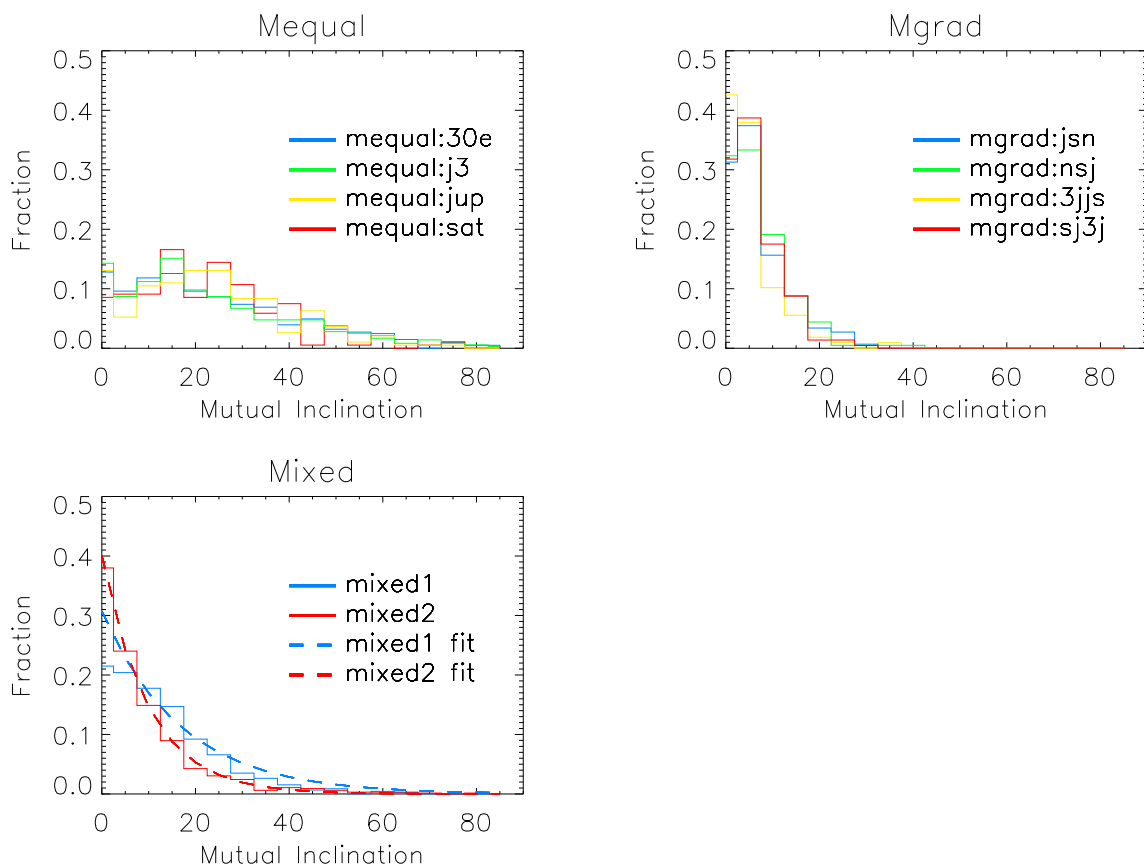 Mequal
0.5
0.4
0.3
0.2
0.1
0.0
Fraction
mequal:30e
mequal:j3
mequal:jup
mequal:sat
0 20 40 60 80
Mutual Inclination
Mgrad
0.5
0.4
0.3
0.2
0.1
0.0
Fraction
mgrad:jsn
mgrad:nsj
mgrad:3jjs
mgrad:sj3j
0 20 40 60 80
Mutual Inclination
Mixed
0.5
0.4
0.3
0.2
0.1
0.0
Fraction
mixed1
mixed2
mixed1 fit
mixed2 fit
0 20 40 60 80
Mutual Inclination